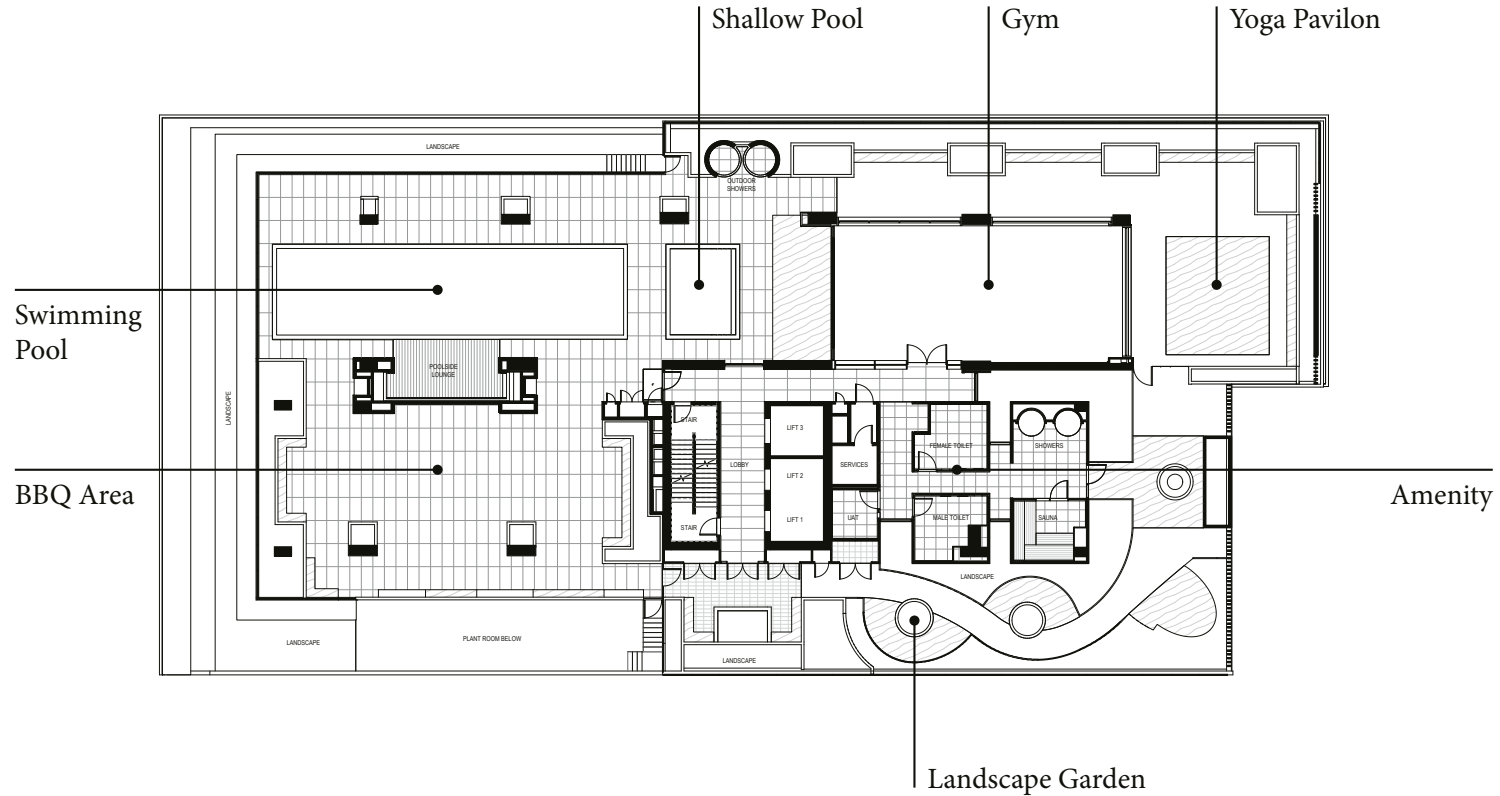 Shallow Pool
Gym
Yoga Pavilon
LANDSCAPE
OUTDOOR
SHOWERS
Swimming
Pool
POOLSIDE
LOUNGE
LANDSCAPE
STAIR
LIFT 3
FEMALE TOILET
SHOWERS
LOBBY
SERVICES
LIFT 2
BBQ Area
Amenity
STAIR
LIFT 1
UAT
MALE TOILET
SAUNA
LANDSCAPE
LANDSCAPE
PLANT ROOM BELOW
LANDSCAPE
Landscape Garden